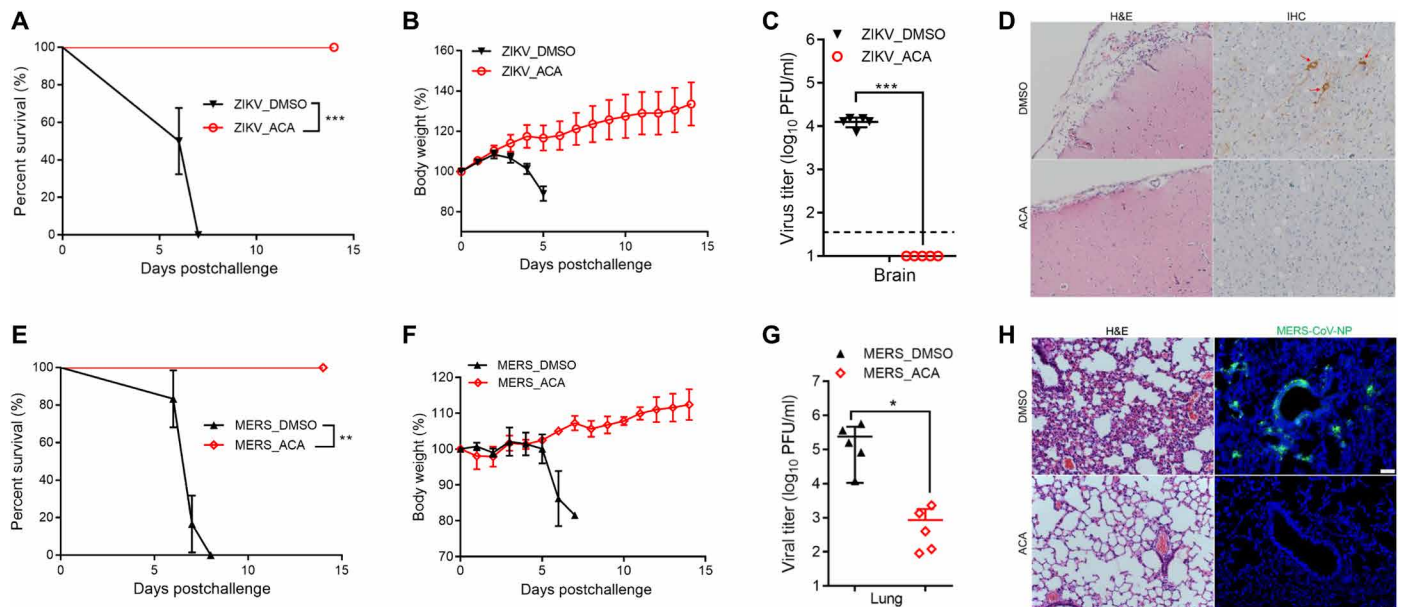 A
Percent survival (%)
100
80
60
40
20
0
0
5
10
15
Days postchallenge
ZIKV_DMSO
ZIKV_ACA
***
B
Body weight (%)
160
140
120
100
80
0
5
10
15
Days postchallenge
ZIKV_DMSO
ZIKV_ACA
C
ZIKV_DMSO
ZIKV_ACA
Virus titer (log10 PFU/ml)
6
5
4
3
2
1
***
Brain
D
H&E
IHC
DMSO
ACA
E
Percent survival (%)
100
80
60
40
20
0
0
5
10
15
Days postchallenge
MERS_DMSO
MERS_ACA
**
F
Body weight (%)
120
110
100
90
80
70
0
5
10
15
Days postchallenge
MERS_DMSO
MERS_ACA
G
MERS_DMSO
MERS_ACA
Viral titer (log10 PFU/ml)
7
6
5
4
3
2
1
*
Lung
H
H&E
MERS-CoV-NP
DMSO
ACA